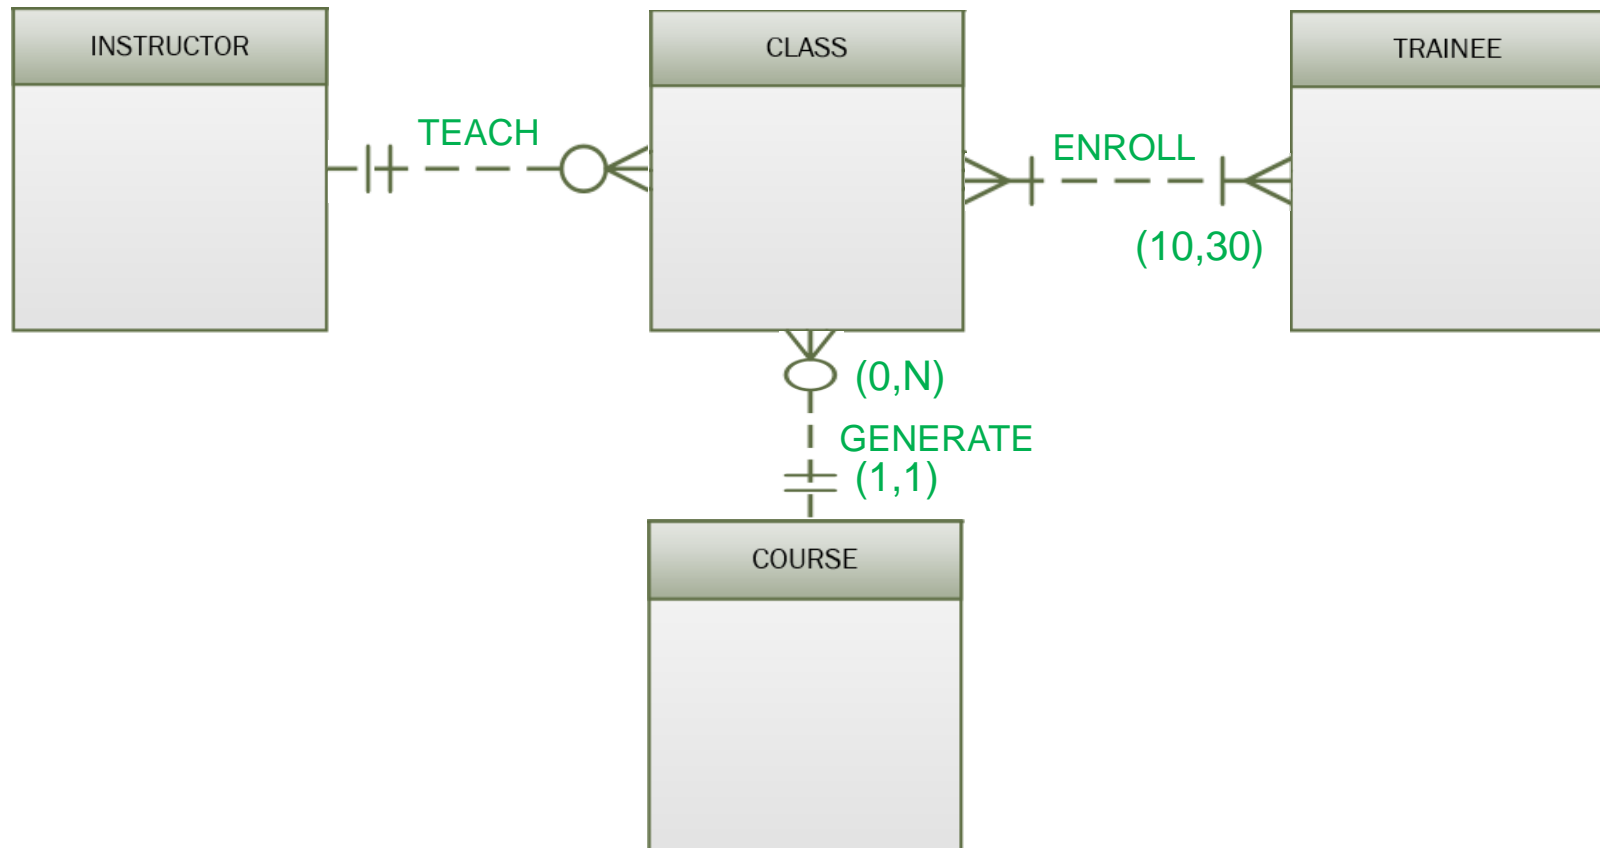 INSTRUCTOR
CLASS
TRAINEE
TEACH
ENROLL
(10,30)
(0,N)
GENERATE
(1,1)
COURSE